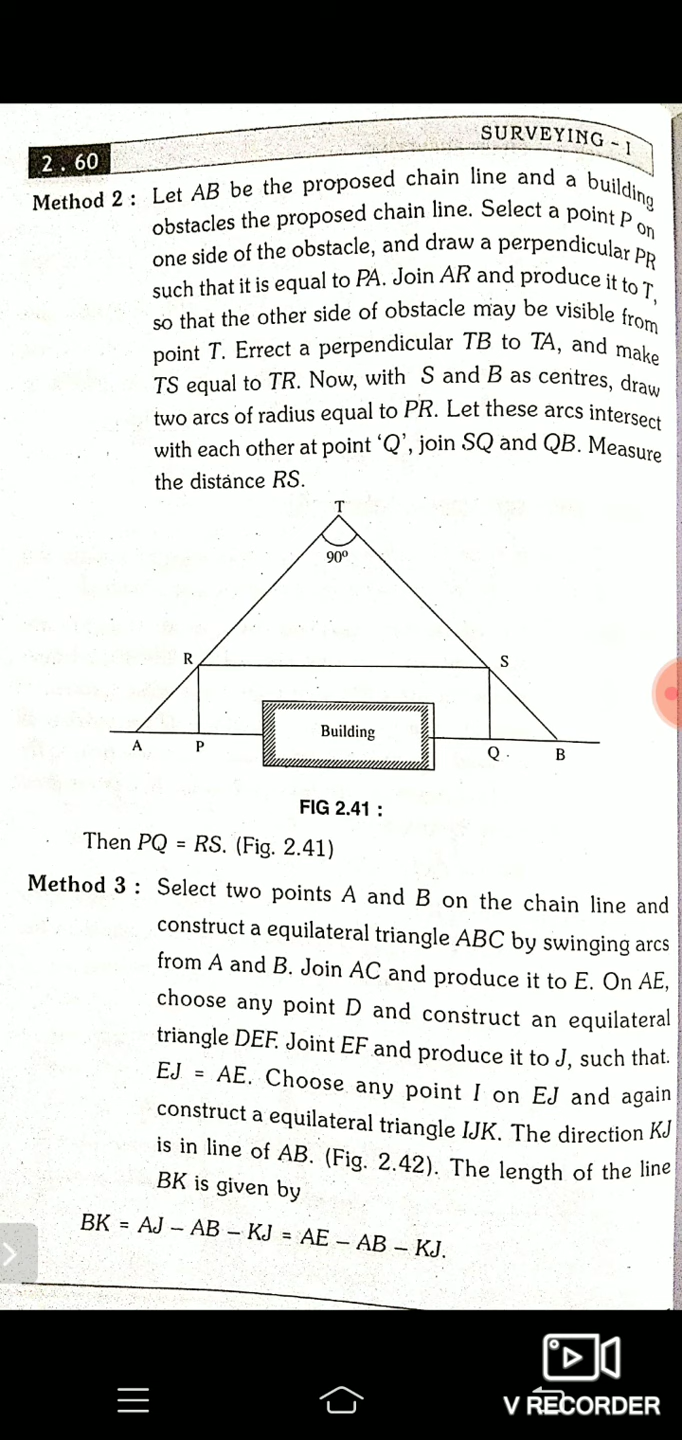 SURVEYING - I
2.60
Method 2 : Let AB be the proposed chain line and a building
obstacles the proposed chain line. Select a point P on
one side of the obstacle, and draw a perpendicular PR
such that it is equal to PA. Join AR and produce it to T,
so that the other side of obstacle may be visible from
point T. Errect a perpendicular TB to TA, and make
TS equal to TR. Now, with S and B as centres, draw
two arcs of radius equal to PR. Let these arcs intersect
with each other at point ‘Q’, join SQ and QB. Measure
the distance RS.
T
90º
R S
Building
A P Q . B
FIG 2.41 :
Then PQ = RS. (Fig. 2.41)
Method 3 : Select two points A and B on the chain line and
construct a equilateral triangle ABC by swinging arcs
from A and B. Join AC and produce it to E. On AE,
choose any point D and construct an equilateral
triangle DEF. Joint EF and produce it to J, such that.
EJ = AE. Choose any point I on EJ and again
construct a equilateral triangle IJK. The direction KJ
is in line of AB. (Fig. 2.42). The length of the line
BK is given by
BK = AJ – AB – KJ = AE – AB – KJ.
V RECORDER